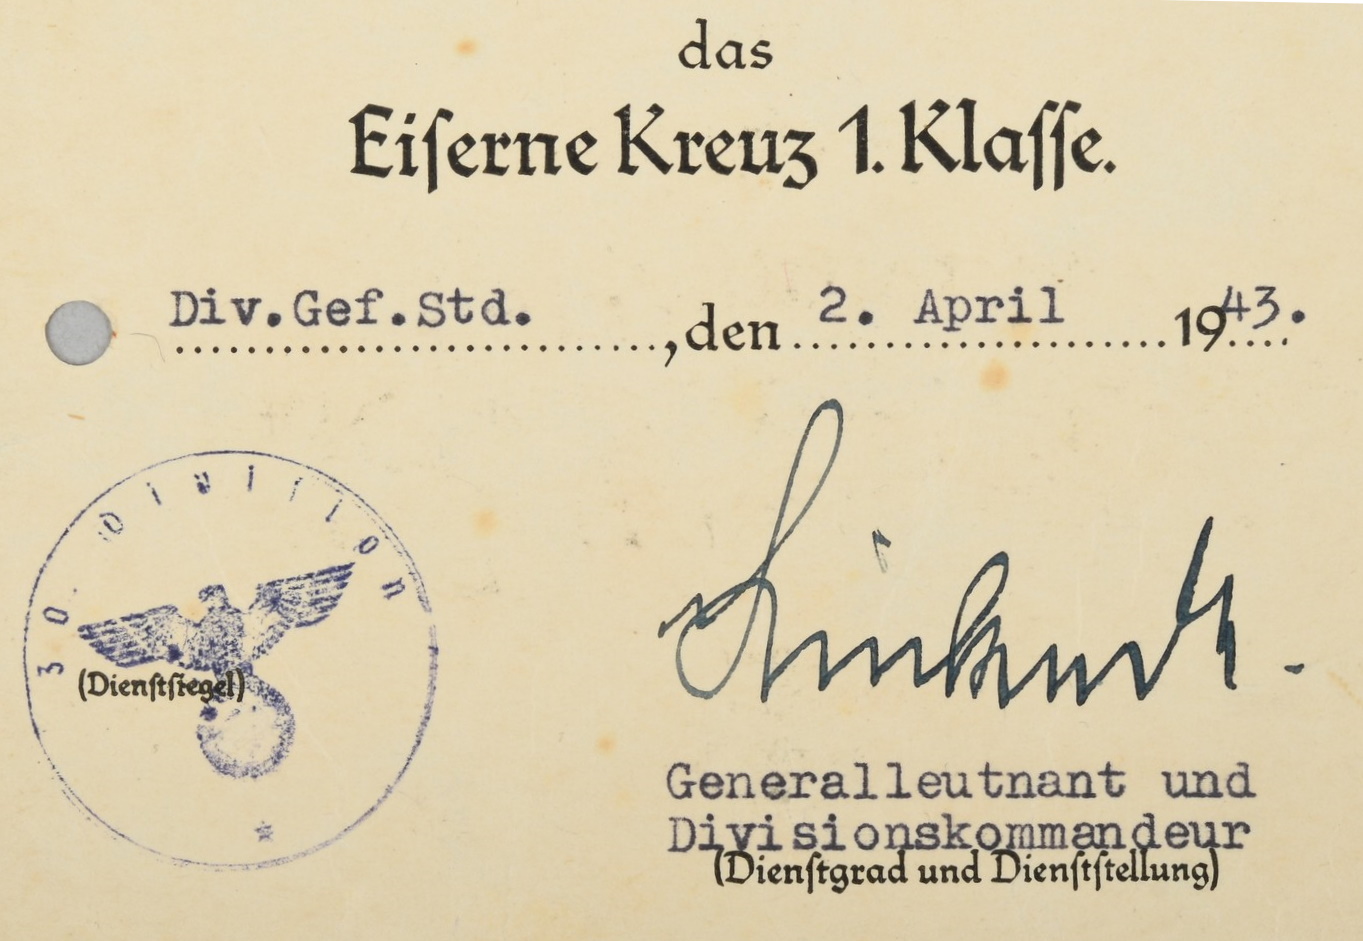 das
Eiſerne Kreuz 1. Klaſſe.
Div.Gef.Std. , den 2. April 1943.
30. Diviſion
(Dienſtſiegel)
Generalleutnant und
Divisionskommandeur
(Dienſtgrad und Dienſtſtellung)